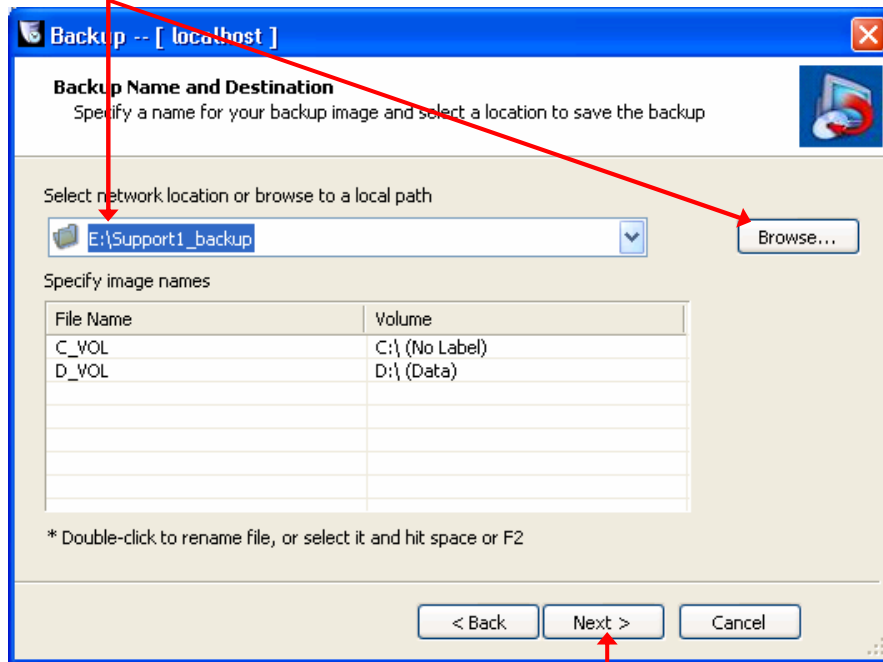 Backup -- [ localhost ]
Backup Name and Destination
Specify a name for your backup image and select a location to save the backup
Select network location or browse to a local path
E:\Support1_backup
Browse...
Specify image names
File Name Volume
C_VOL C:\ (No Label)
D_VOL D:\ (Data)
* Double-click to rename file, or select it and hit space or F2
< Back Next > Cancel